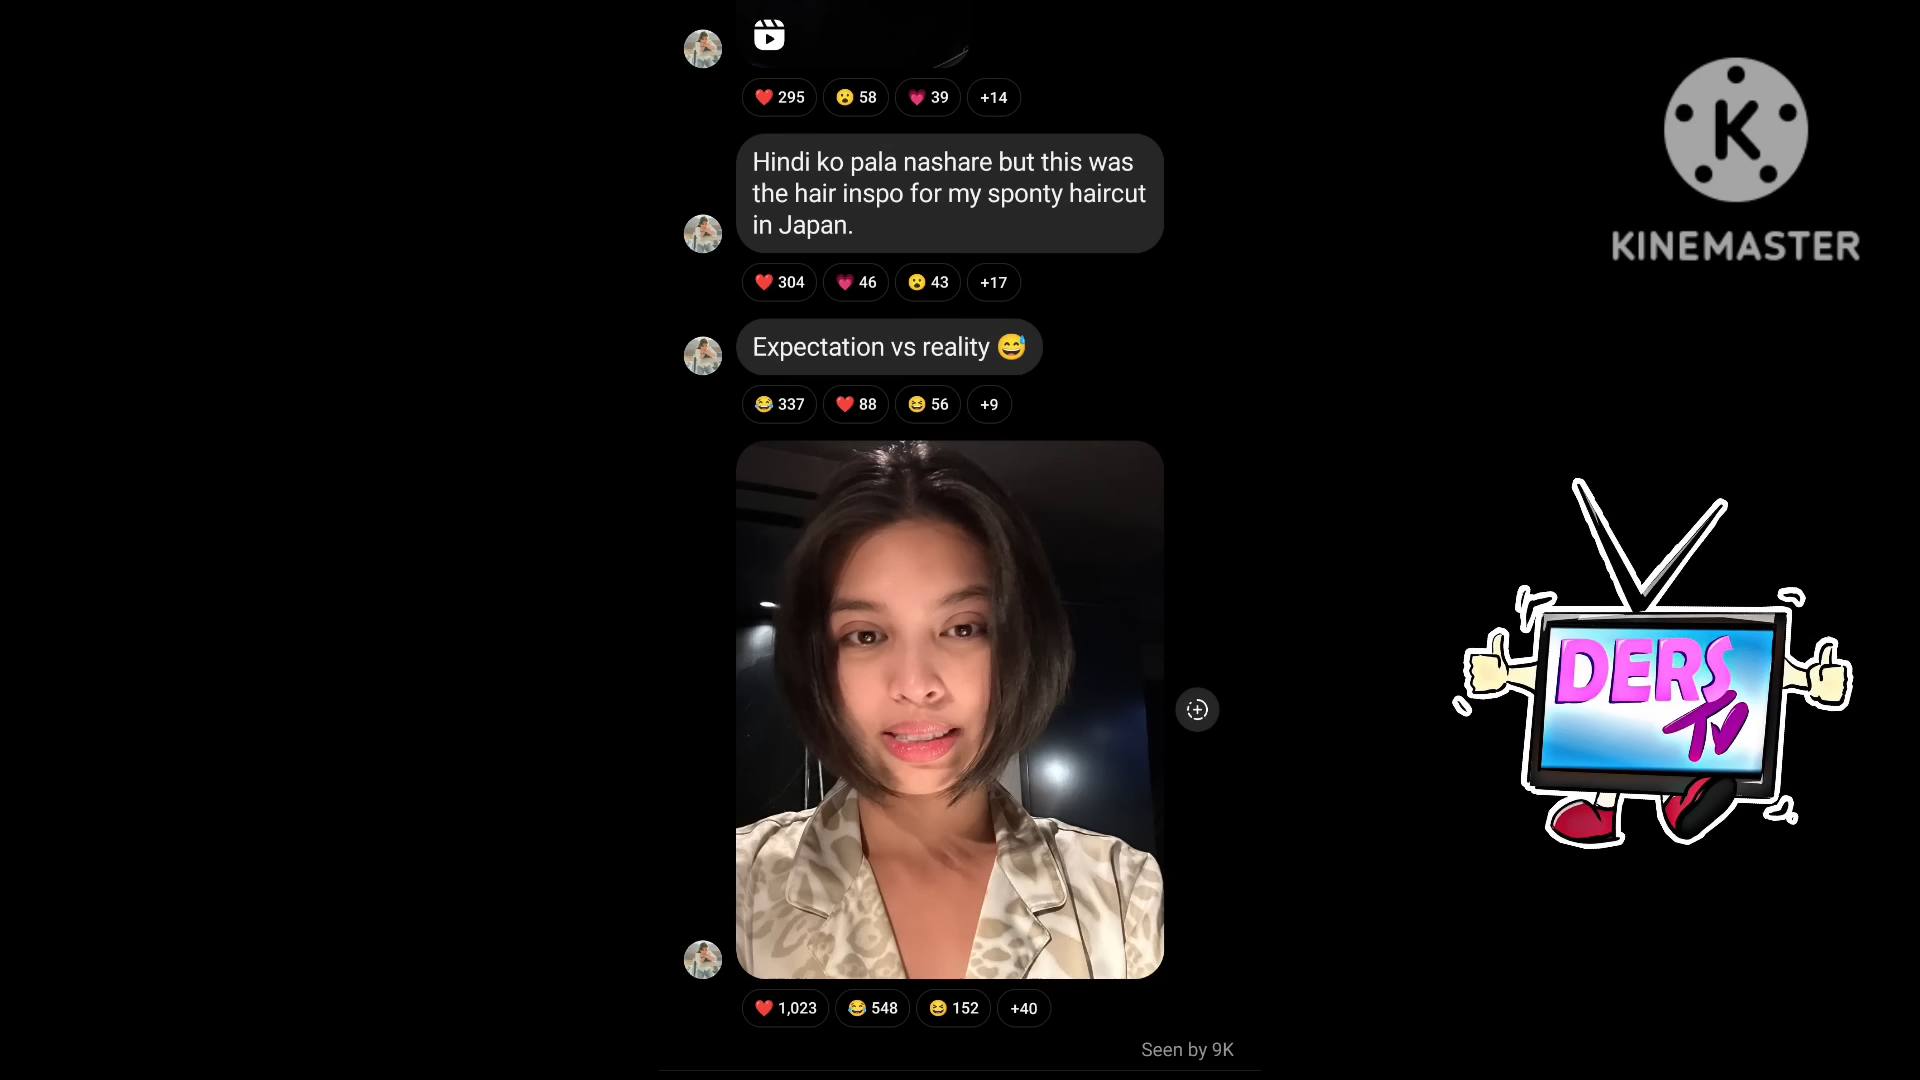 295 58 39 +14
Hindi ko pala nashare but this was
the hair inspo for my sponty haircut
in Japan.
304 46 43 +17
Expectation vs reality 😅
337 88 56 +9
1,023 548 152 +40
Seen by 9K
K
KINEMASTER
DERS
TV